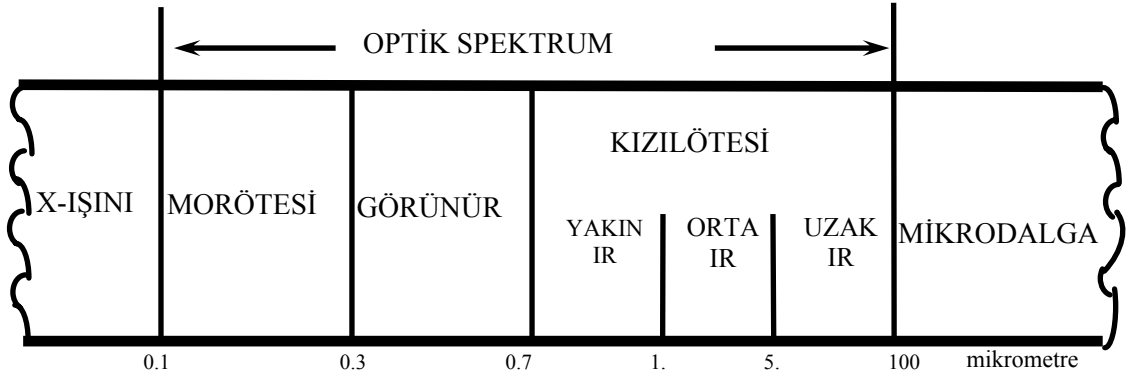 OPTİK SPEKTRUM
KIZILÖTESİ
X-IŞINI MORÖTESİ GÖRÜNÜR YAKIN IR ORTA IR UZAK IR MİKRODALGA
0.1 0.3 0.7 1. 5. 100 mikrometre